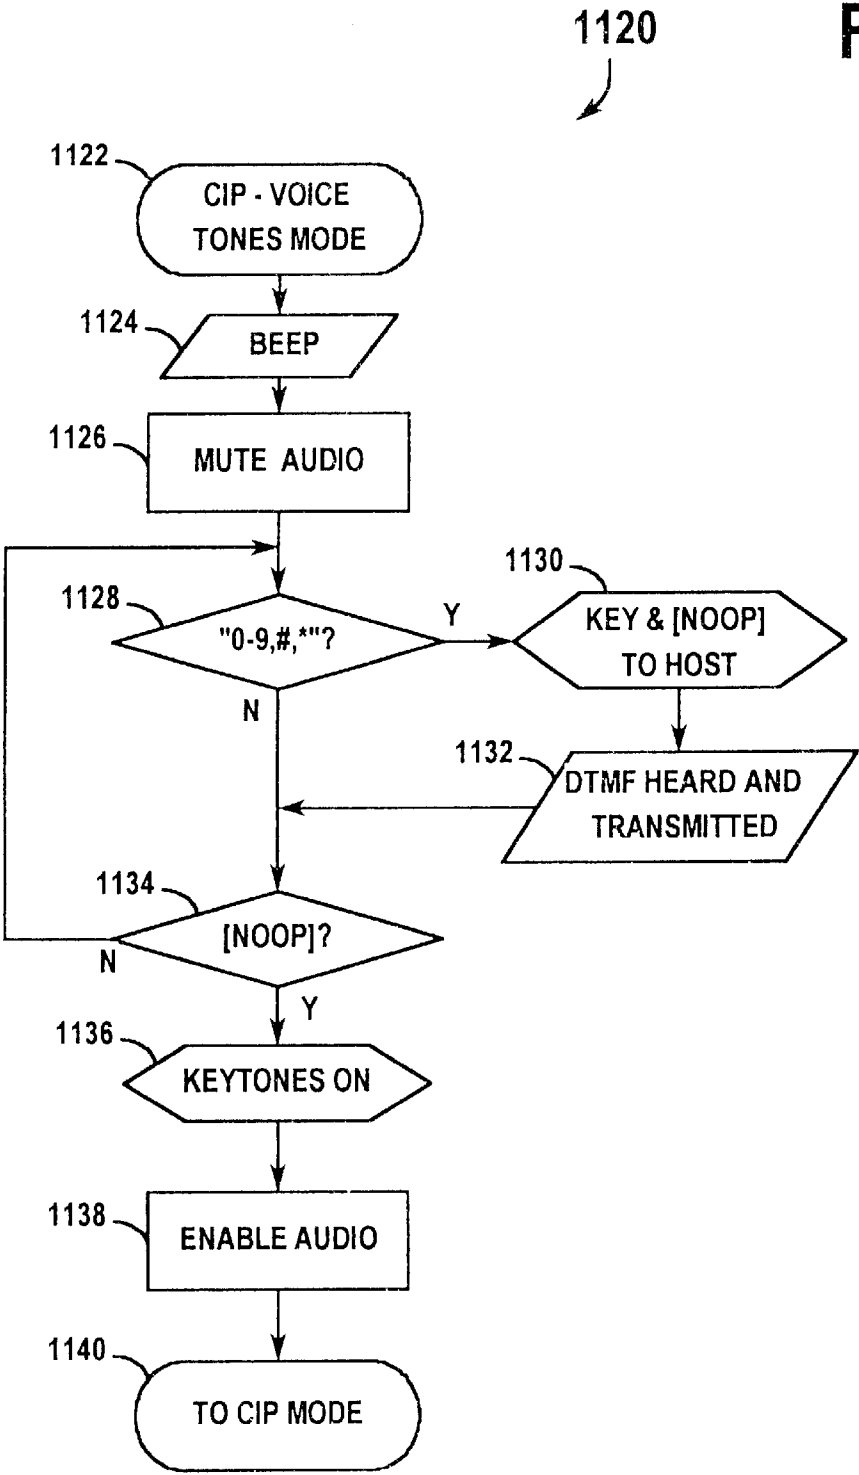 1120
1122
CIP - VOICE
TONES MODE
1124
BEEP
1126
MUTE AUDIO
1128
"0-9,#,*"?
Y
N
1130
KEY & [NOOP]
TO HOST
1132
DTMF HEARD AND
TRANSMITTED
1134
[NOOP]?
N
Y
1136
KEYTONES ON
1138
ENABLE AUDIO
1140
TO CIP MODE